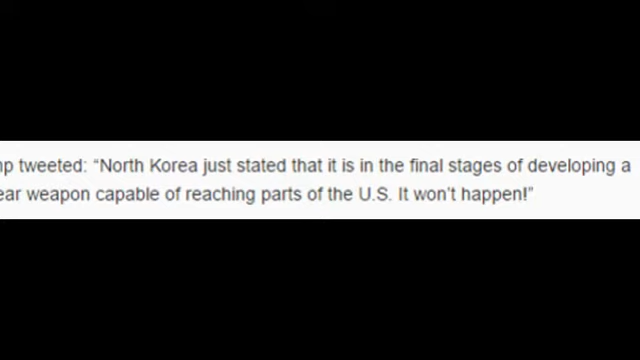 tweeted: “North Korea just stated that it is in the final stages of developing a
weapon capable of reaching parts of the U.S. It won’t happen!”